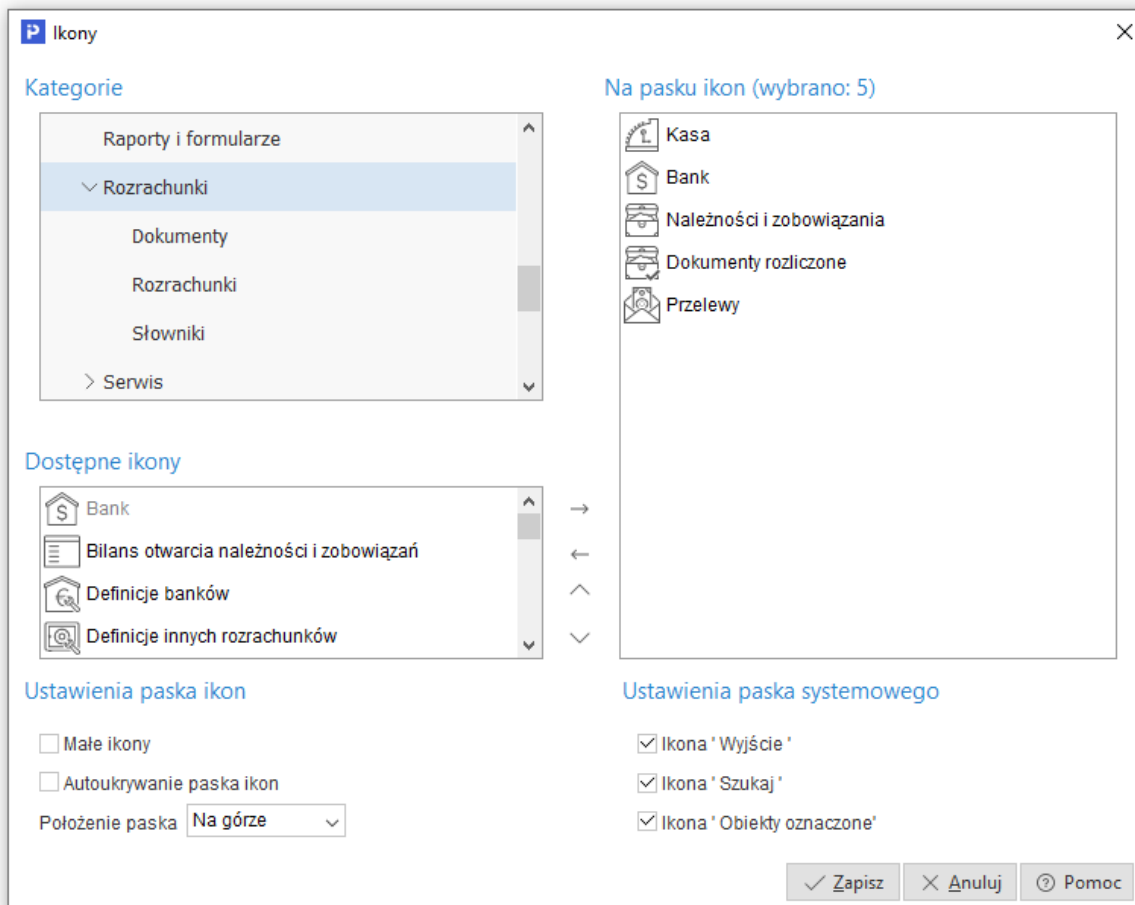 Ikony
Kategorie
Raporty i formularze
Rozrachunki
Dokumenty
Rozrachunki
Słowniki
Serwis
Dostępne ikony
Bank
Bilans otwarcia należności i zobowiązań
Definicje banków
Definicje innych rozrachunków
Na pasku ikon (wybrano: 5)
Kasa
Bank
Należności i zobowiązania
Dokumenty rozliczone
Przelewy
Ustawienia paska ikon
Małe ikony
Autoukrywanie paska ikon
Położenie paska Na górze
Ustawienia paska systemowego
Ikona ' Wyjście '
Ikona ' Szukaj '
Ikona ' Obiekty oznaczone'
Zapisz Anuluj Pomoc